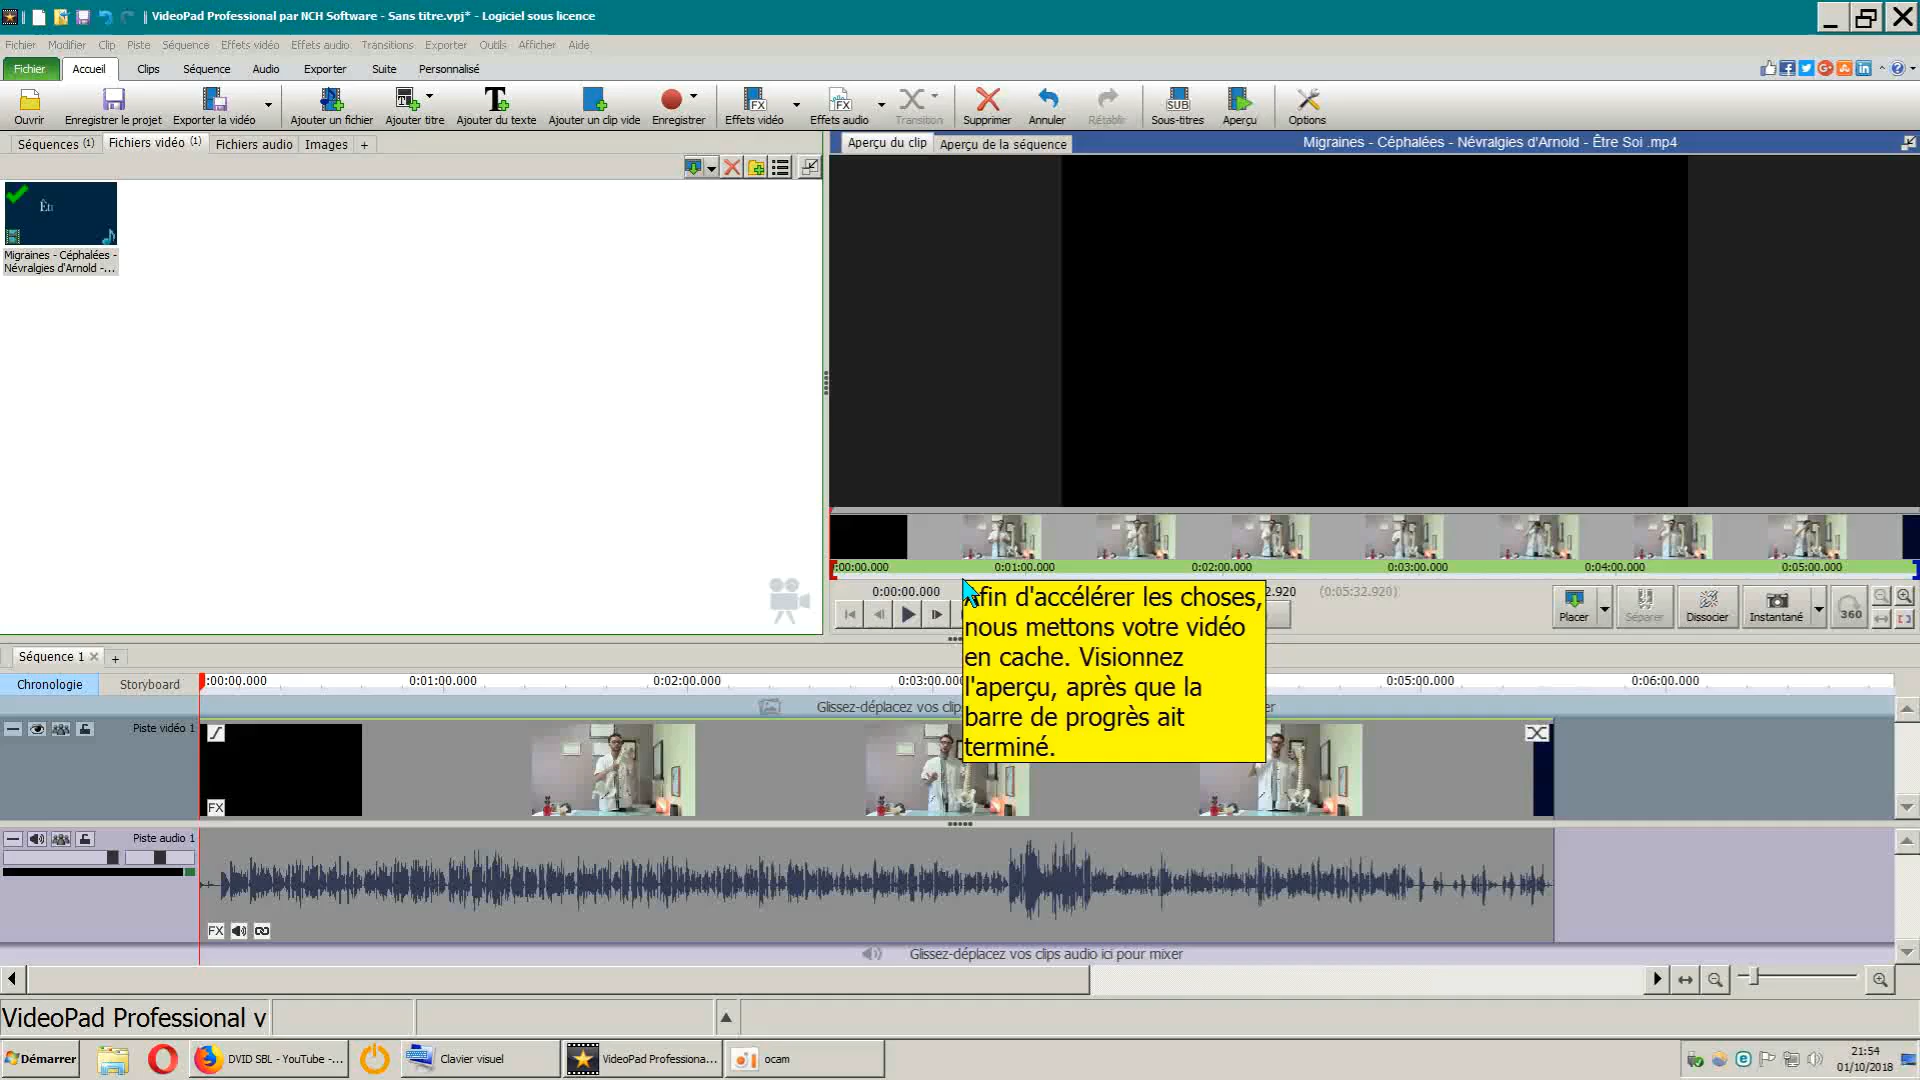 VideoPad Professional par NCH Software - Sans titre.vpj* - Logiciel sous licence
Fichier Modifier Clip Piste Séquence Effets vidéo Effets audio Transitions Exporter Outils Afficher Aide
Fichier Accueil Clips Séquence Audio Exporter Suite Personnalisé
Ouvrir Enregistrer le projet Exporter la vidéo Ajouter un fichier Ajouter titre Ajouter du texte Ajouter un clip vide Enregistrer Effets vidéo Effets audio Transition Supprimer Annuler Rétablir Sous-titres Aperçu Options
Séquences (1) Fichiers vidéo (1) Fichiers audio Images +
Aperçu du clip Aperçu de la séquence Migraines - Céphalées - Névralgies d'Arnold - Être Soi .mp4
Migraines - Céphalées -
Névralgies d'Arnold -...
:00:00.000 0:01:00.000 0:02:00.000 0:03:00.000 0:04:00.000 0:05:00.000
0:00:00.000 2.920 (0:05:32.920)
Placer Séparer Dissocier Instantané 360
Afin d'accélérer les choses,
nous mettons votre vidéo
en cache. Visionnez
l'aperçu, après que la
barre de progrès ait
terminé.
Séquence 1 +
Chronologie Storyboard :00:00.000 0:01:00.000 0:02:00.000 0:03:00.000 0:05:00.000 0:06:00.000
Glissez-déplacez vos clip er
Piste vidéo 1
FX
Piste audio 1
FX
Glissez-déplacez vos clips audio ici pour mixer
VideoPad Professional v
Démarrer DVID SBL - YouTube -... Clavier visuel VideoPad Professiona... ocam
21:54
01/10/2018